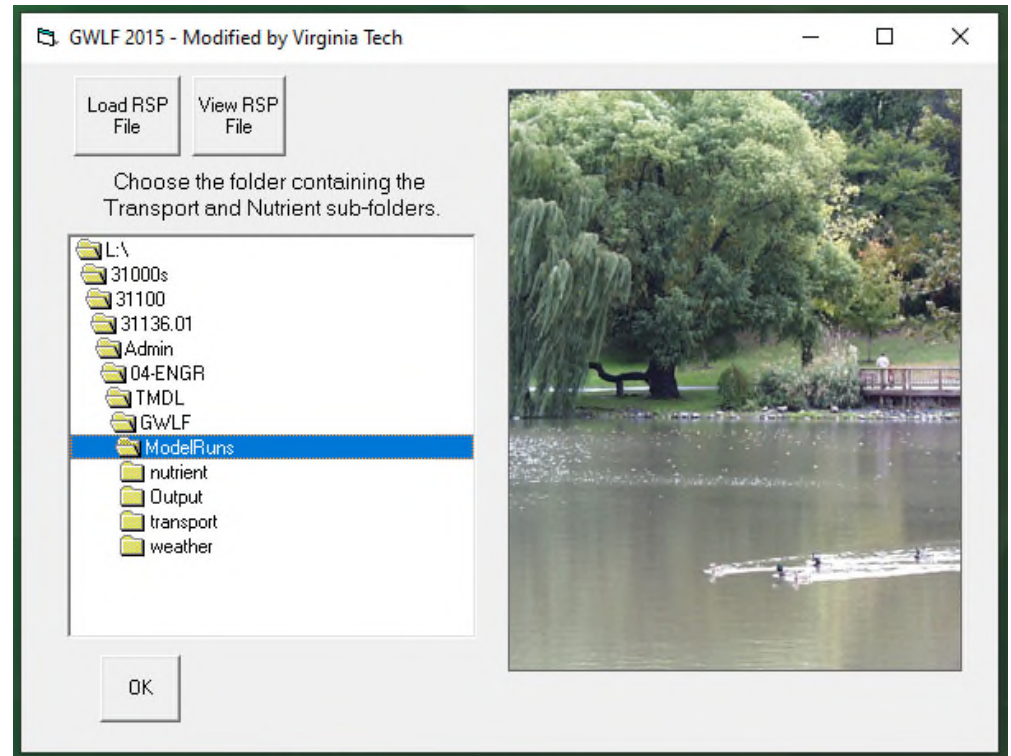 GWLF 2015 - Modified by Virginia Tech
Load RSP
File
View RSP
File
Choose the folder containing the
Transport and Nutrient sub-folders.
L:\
31000s
31100
31136.01
Admin
04-ENGR
TMDL
GWLF
ModelRuns
nutrient
Output
transport
weather
OK